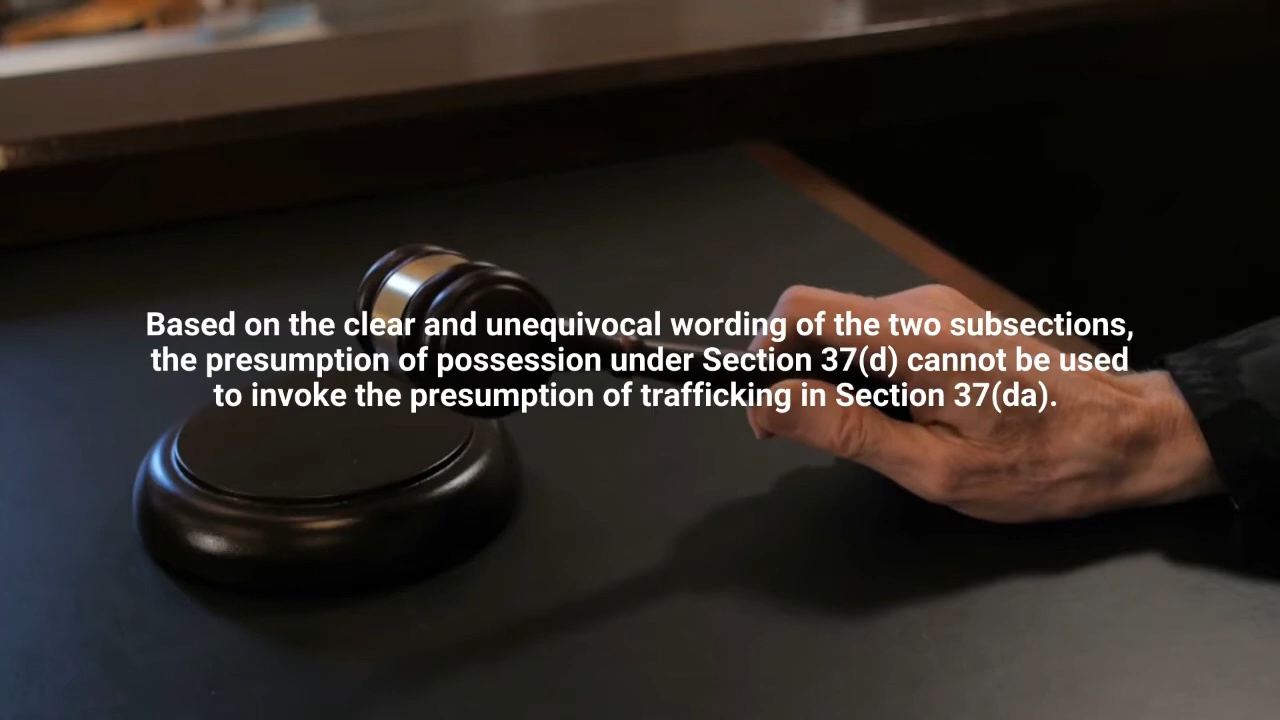 Based on the clear and unequivocal wording of the two subsections,
the presumption of possession under Section 37(d) cannot be used
to invoke the presumption of trafficking in Section 37(da).